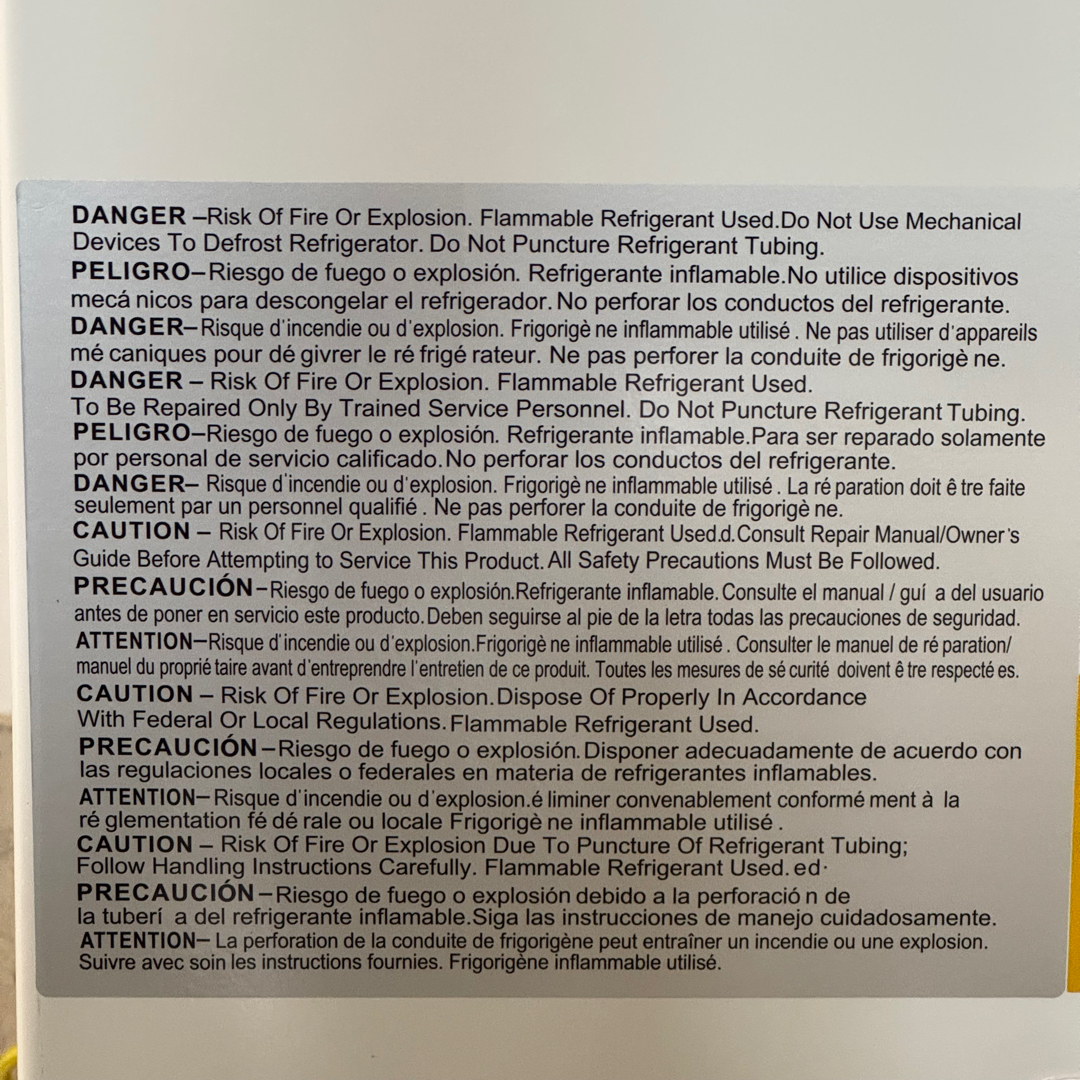 DANGER –Risk Of Fire Or Explosion. Flammable Refrigerant Used.Do Not Use Mechanical
Devices To Defrost Refrigerator. Do Not Puncture Refrigerant Tubing.
PELIGRO–Riesgo de fuego o explosión. Refrigerante inflamable.No utilice dispositivos
mecá nicos para descongelar el refrigerador. No perforar los conductos del refrigerante.
DANGER–Risque d'incendie ou d'explosion. Frigorigè ne inflammable utilisé . Ne pas utiliser d'appareils
mé caniques pour dé givrer le ré frigé rateur. Ne pas perforer la conduite de frigorigè ne.
DANGER – Risk Of Fire Or Explosion. Flammable Refrigerant Used.
To Be Repaired Only By Trained Service Personnel. Do Not Puncture Refrigerant Tubing.
PELIGRO–Riesgo de fuego o explosión. Refrigerante inflamable.Para ser reparado solamente
por personal de servicio calificado.No perforar los conductos del refrigerante.
DANGER– Risque d'incendie ou d'explosion. Frigorigè ne inflammable utilisé . La ré paration doit ê tre faite
seulement par un personnel qualifié . Ne pas perforer la conduite de frigorigè ne.
CAUTION – Risk Of Fire Or Explosion. Flammable Refrigerant Used.d.Consult Repair Manual/Owner's
Guide Before Attempting to Service This Product. All Safety Precautions Must Be Followed.
PRECAUCIÓN–Riesgo de fuego o explosión.Refrigerante inflamable. Consulte el manual / guí a del usuario
antes de poner en servicio este producto. Deben seguirse al pie de la letra todas las precauciones de seguridad.
ATTENTION–Risque d'incendie ou d'explosion.Frigorigè ne inflammable utilisé . Consulter le manuel de ré paration/
manuel du proprié taire avant d'entreprendre l'entretien de ce produit. Toutes les mesures de sé curité doivent ê tre respecté es.
CAUTION – Risk Of Fire Or Explosion. Dispose Of Properly In Accordance
With Federal Or Local Regulations. Flammable Refrigerant Used.
PRECAUCIÓN–Riesgo de fuego o explosión. Disponer adecuadamente de acuerdo con
las regulaciones locales o federales en materia de refrigerantes inflamables.
ATTENTION–Risque d'incendie ou d'explosion.é liminer convenablement conformé ment à la
ré glementation fé dé rale ou locale Frigorigè ne inflammable utilisé .
CAUTION – Risk Of Fire Or Explosion Due To Puncture Of Refrigerant Tubing;
Follow Handling Instructions Carefully. Flammable Refrigerant Used. ed·
PRECAUCIÓN–Riesgo de fuego o explosión debido a la perforació n de
la tuberí a del refrigerante inflamable.Siga las instrucciones de manejo cuidadosamente.
ATTENTION– La perforation de la conduite de frigorigène peut entraîner un incendie ou une explosion.
Suivre avec soin les instructions fournies. Frigorigène inflammable utilisé.